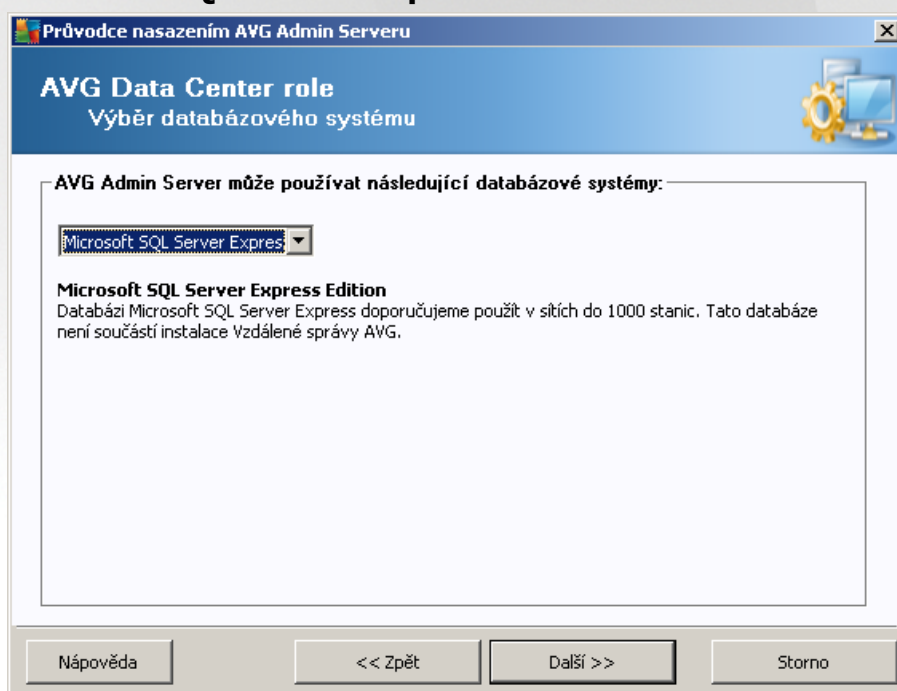 Průvodce nasazením AVG Admin Serveru
AVG Data Center role
Výběr databázového systému
AVG Admin Server může používat následující databázové systémy:
Microsoft SQL Server Expres
Microsoft SQL Server Express Edition
Databázi Microsoft SQL Server Express doporučujeme použít v sítích do 1000 stanic. Tato databáze
není součástí instalace Vzdálené správy AVG.
Nápověda
<< Zpět
Další >>
Storno